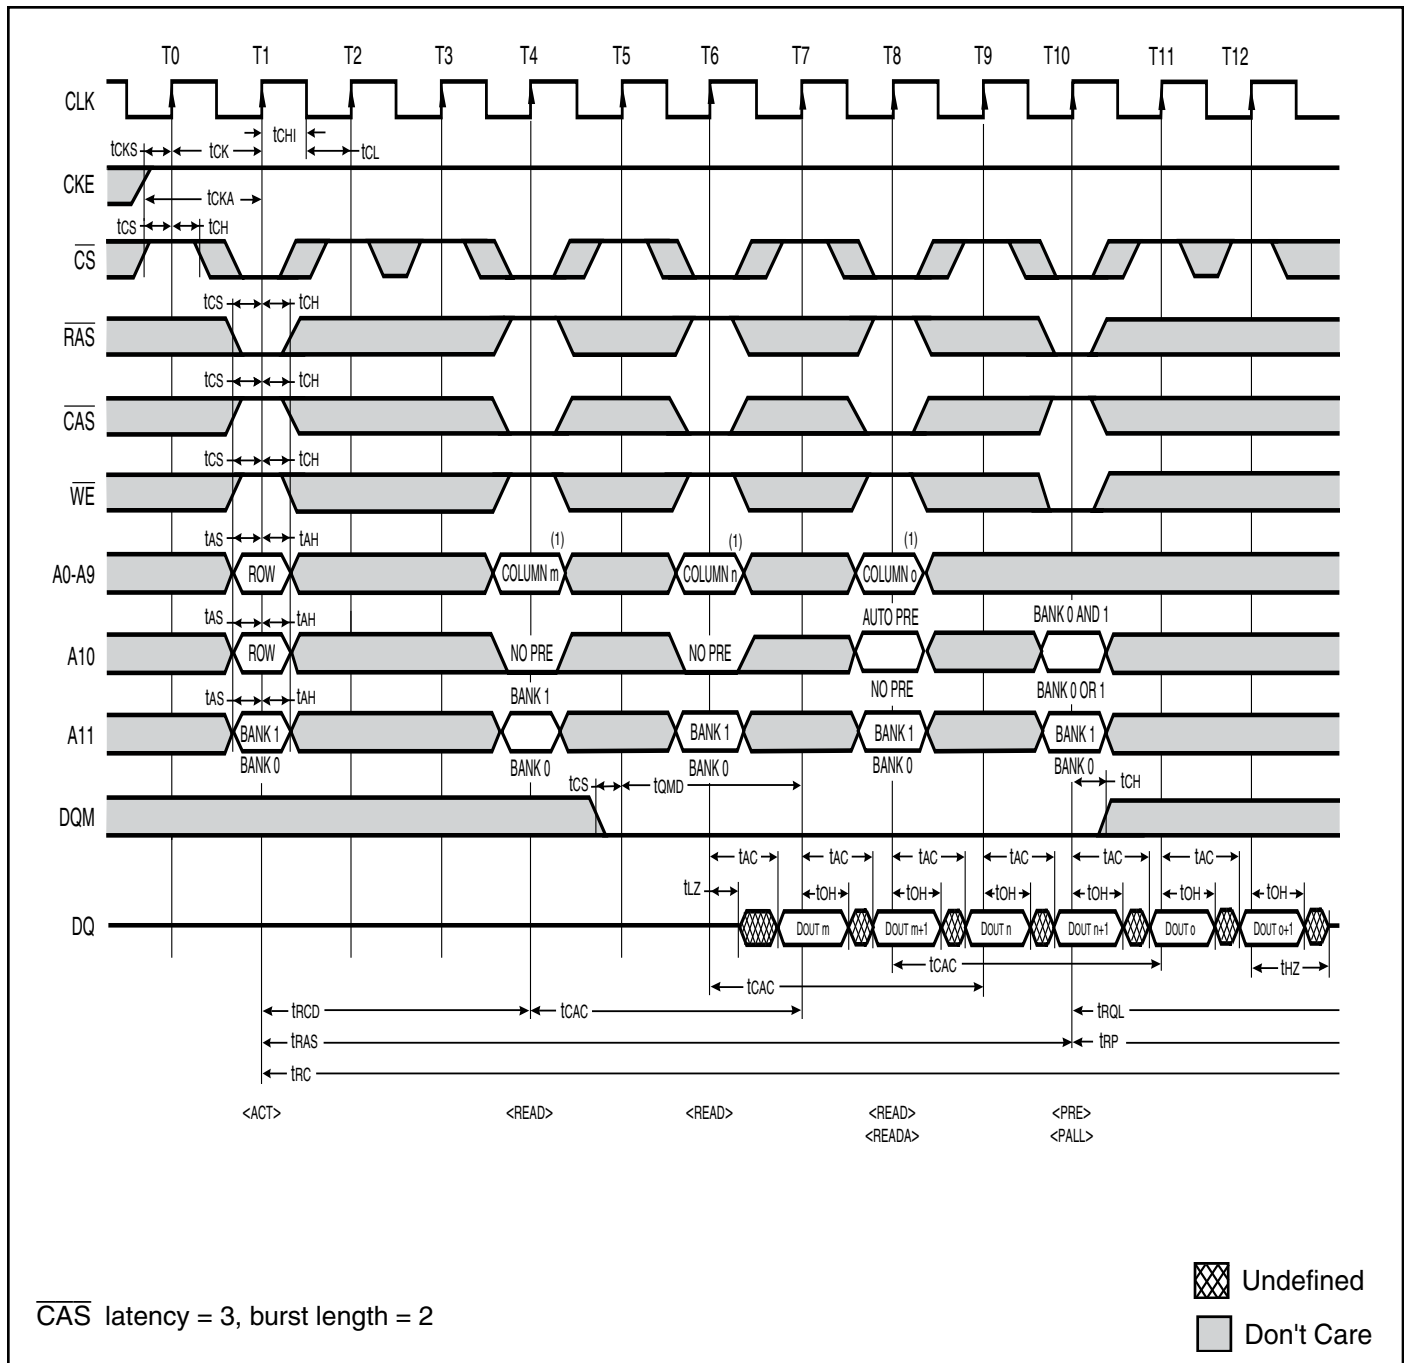 T0 T1 T2 T3 T4 T5 T6 T7 T8 T9 T10 T11 T12
CLK
tCHI
tCKS tCK tCL
CKE
tCKA
tCS tCH
CS
tCS tCH
RAS
tCS tCH
CAS
tCS tCH
WE
tAS tAH (1) (1) (1)
A0-A9 ROW COLUMN m COLUMN n COLUMN o
tAS tAH AUTO PRE BANK 0 AND 1
A10 ROW NO PRE NO PRE
tAS tAH BANK 1 NO PRE BANK 0 OR 1
A11 BANK 1 BANK 1 BANK 1 BANK 1
BANK 0 BANK 0 BANK 0 BANK 0 BANK 0
tCS tQMD tCH
DQM
tAC tAC tAC tAC tAC tAC
tLZ tOH tOH tOH tOH tOH tOH
DQ DOUT m DOUT m+1 DOUT n DOUT n+1 DOUT o DOUT o+1
tCAC tHZ
tCAC
tRCD tCAC tRQL
tRAS tRP
tRC
<ACT> <READ> <READ> <READ> <PRE>
<READA> <PALL>
Undefined
CAS latency = 3, burst length = 2
Don't Care